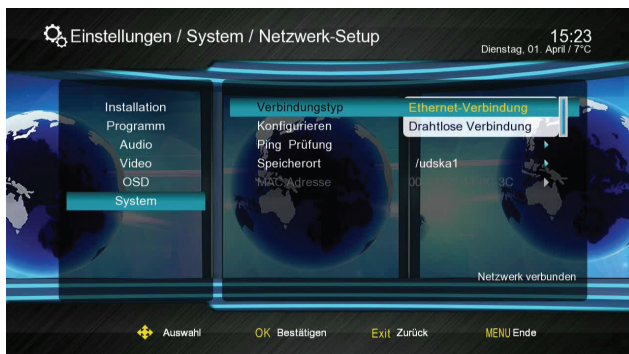 Einstellungen / System / Netzwerk-Setup
15:23
Dienstag, 01. April / 7°C
Installation
Programm
Audio
Video
OSD
System
Verbindungstyp
Ethernet-Verbindung
Drahtlose Verbindung
Konfigurieren
Ping Prüfung
Speicherort /udska1
MAC Adresse
Netzwerk verbunden
Auswahl
OK Bestätigen
Exit Zurück
MENU Ende